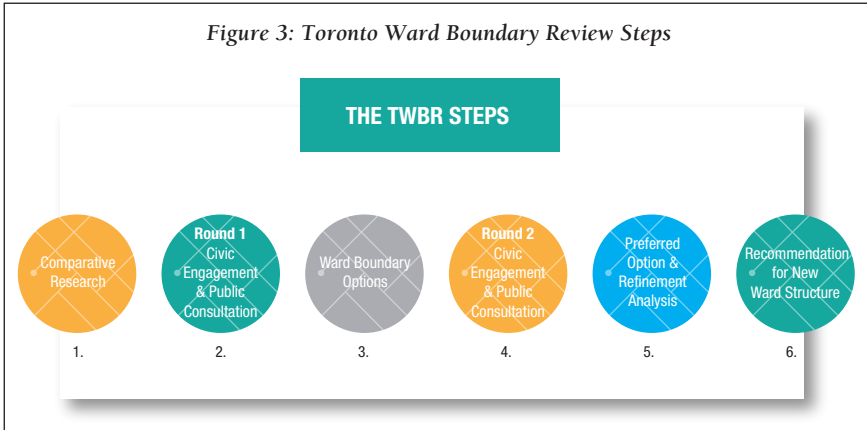 Figure 3: Toronto Ward Boundary Review Steps
THE TWBR STEPS
Comparative
Research
1.
Round 1
Civic
Engagement
& Public
Consultation
2.
Ward Boundary
Options
3.
Round 2
Civic
Engagement
& Public
Consultation
4.
Preferred
Option &
Refinement
Analysis
5.
Recommendation
for New
Ward Structure
6.